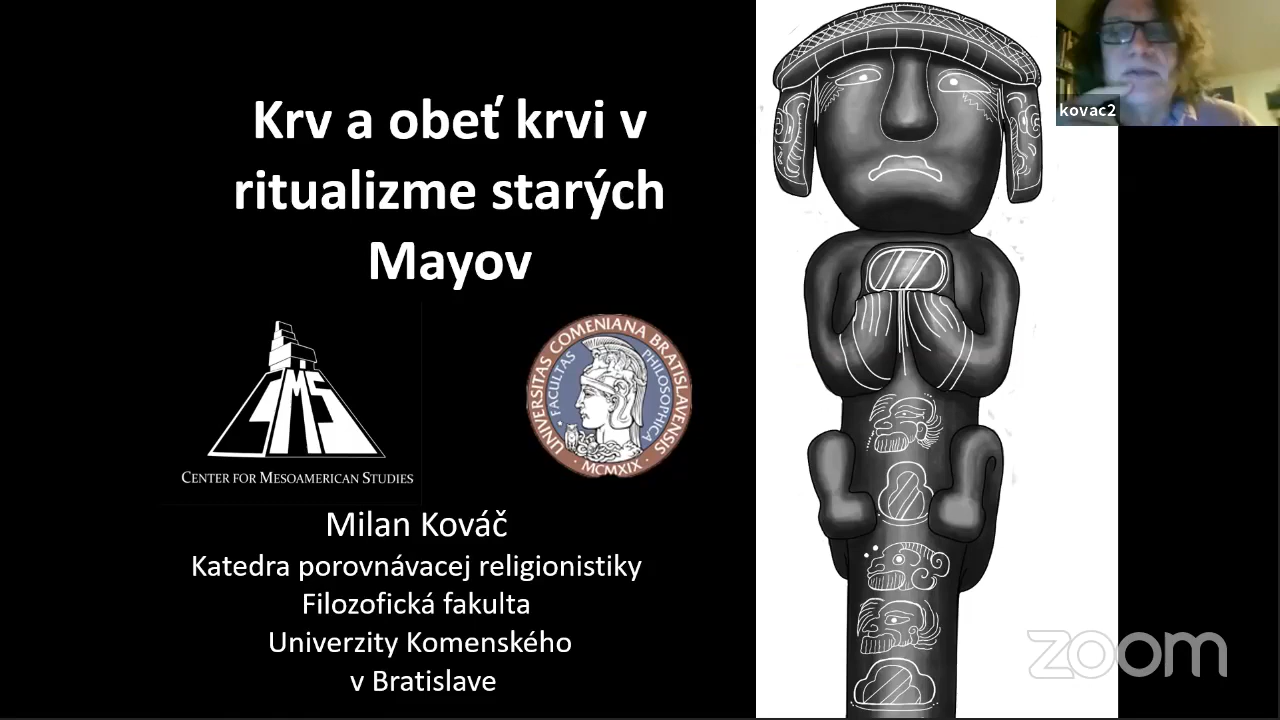 Krv a obeť krvi v
ritualizme starých
Mayov
CMS
CENTER FOR MESOAMERICAN STUDIES
UNIVERSITAS COMENIANA BRATISLAVENSIS
FACULTAS PHILOSOPHICA
MCMXIX
Milan Kováč
Katedra porovnávacej religionistiky
Filozofická fakulta
Univerzity Komenského
v Bratislave
kovac2
zoom